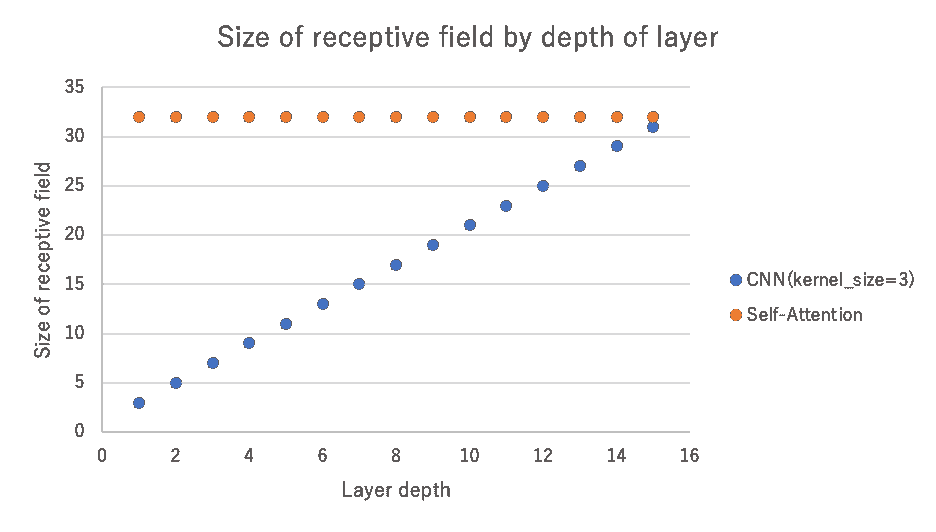 Size of receptive field by depth of layer
35
30
25
20
15
10
5
0
Size of receptive field
0 2 4 6 8 10 12 14 16
Layer depth
CNN(kernel_size=3)
Self-Attention